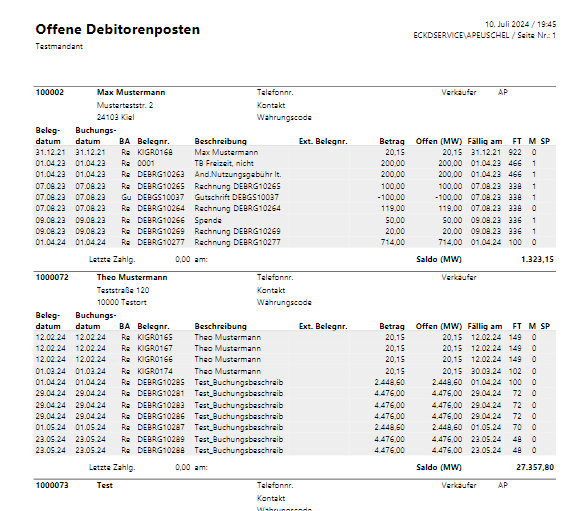 Offene Debitorenposten
10. Juli 2024 / 19:45
Testmandant
ECKDSERVICE\APEUSCHEL / Seite Nr.: 1
100002 Max Mustermann Telefonnr. Verkäufer AP
Musterteststr. 2 Kontakt
24103 Kiel Währungscode
Beleg- Buchungs-
datum datum BA Belegnr. Beschreibung Ext. Belegnr. Betrag Offen (MW) Fällig am FT M SP
31.12.21 31.12.21 Re KIGR0168 Max Mustermann 20,15 20,15 31.12.21 922 0
01.04.23 01.04.23 Re 0001 TB Freizeit, nicht 200,00 200,00 01.04.23 466 1
01.04.23 01.04.23 Re DEBRG10263 And.Nutzungsgebühr lt. 200,00 200,00 01.04.23 466 1
07.08.23 07.08.23 Re DEBRG10265 Rechnung DEBRG10265 100,00 100,00 07.08.23 338 1
07.08.23 07.08.23 Gu DEBGS10037 Gutschrift DEBGS10037 -100,00 -100,00 07.08.23 338 1
07.08.23 07.08.23 Re DEBRG10264 Rechnung DEBRG10264 119,00 119,00 07.08.23 338 0
09.08.23 09.08.23 Re DEBRG10266 Spende 50,00 50,00 09.08.23 336 1
09.08.23 09.08.23 Re DEBRG10269 Rechnung DEBRG10269 20,00 20,00 09.08.23 336 1
01.04.24 01.04.24 Re DEBRG10277 Rechnung DEBRG10277 714,00 714,00 01.04.24 100 0
Letzte Zahlg. 0,00 am: Saldo (MW) 1.323,15
1000072 Theo Mustermann Telefonnr. Verkäufer
Teststraße 120 Kontakt
10000 Testort Währungscode
Beleg- Buchungs-
datum datum BA Belegnr. Beschreibung Ext. Belegnr. Betrag Offen (MW) Fällig am FT M SP
12.02.24 12.02.24 Re KIGR0165 Theo Mustermann 20,15 20,15 12.02.24 149 0
12.02.24 12.02.24 Re KIGR0167 Theo Mustermann 20,15 20,15 12.02.24 149 0
12.02.24 12.02.24 Re KIGR0166 Theo Mustermann 20,15 20,15 12.02.24 149 0
01.03.24 01.03.24 Re KIGR0174 Theo Mustermann 20,15 20,15 30.03.24 102 0
01.04.24 01.04.24 Re DEBRG10285 Test_Buchungsbeschreib 2.448,60 2.448,60 01.04.24 100 0
29.04.24 29.04.24 Re DEBRG10281 Test_Buchungsbeschreib 4.476,00 4.476,00 29.04.24 72 0
29.04.24 29.04.24 Re DEBRG10283 Test_Buchungsbeschreib 4.476,00 4.476,00 29.04.24 72 0
29.04.24 29.04.24 Re DEBRG10286 Test_Buchungsbeschreib 4.476,00 4.476,00 29.04.24 72 0
01.05.24 01.05.24 Re DEBRG10287 Test_Buchungsbeschreib 2.448,60 2.448,60 01.05.24 70 0
23.05.24 23.05.24 Re DEBRG10289 Test_Buchungsbeschreib 4.476,00 4.476,00 23.05.24 48 0
23.05.24 23.05.24 Re DEBRG10288 Test_Buchungsbeschreib 4.476,00 4.476,00 23.05.24 48 0
Letzte Zahlg. 0,00 am: Saldo (MW) 27.357,80
1000073 Test Telefonnr. Verkäufer AP
Kontakt
Währungscode